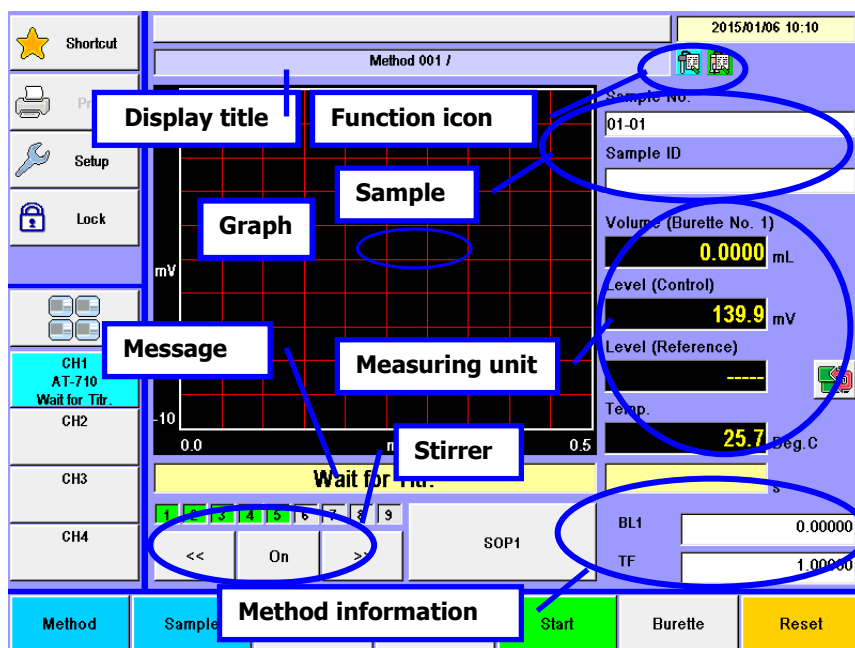 2015/01/06 10:10
Shortcut
Method 001 /
Display title
Function icon
Sample No.
01-01
Sample ID
Sample
Setup
Lock
Graph
Volume (Burette No. 1)
0.0000 mL
mV
Level (Control)
139.9 mV
Message
Measuring unit
Level (Reference)
-----
CH1
AT-710
Wait for Titr.
Temp.
25.7 Deg.C
CH2
-10
0.0
0.5
Stirrer
Wait for Titr.
s
CH3
1 2 3 4 5 6 7 8 9
CH4
<< On >>
SOP1
BL1 0.00000
TF 1.00000
Method information
Method
Sample
Start
Burette
Reset